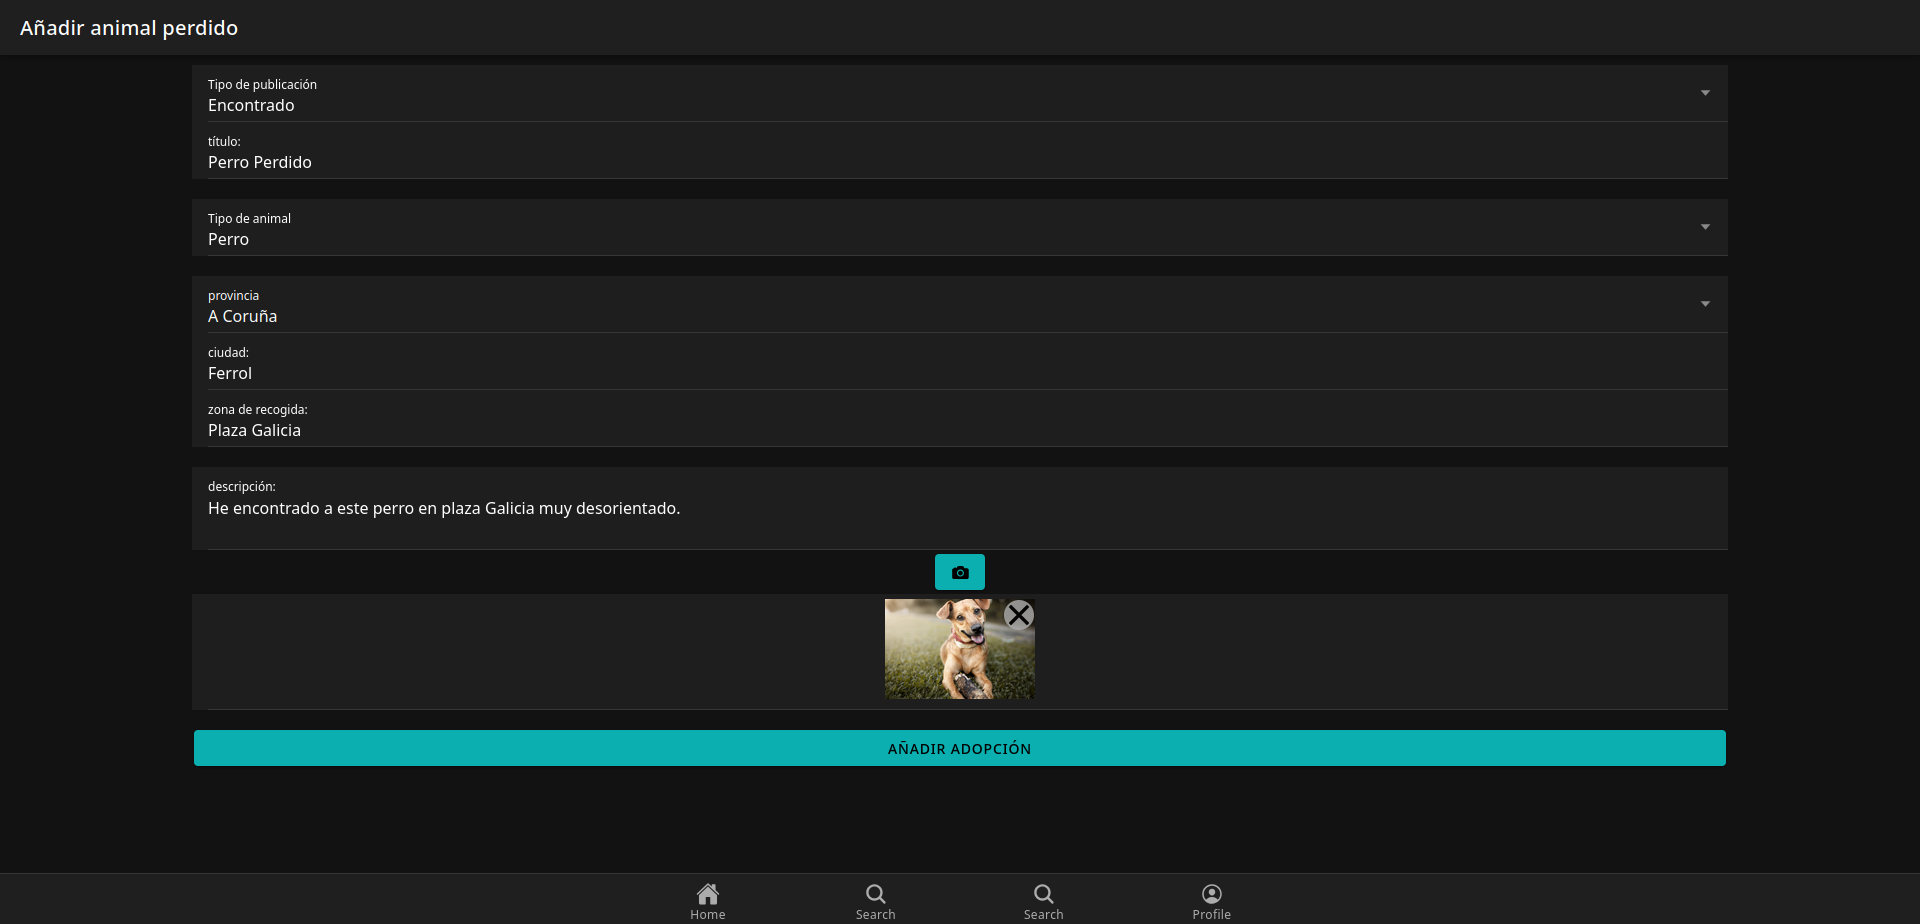 Añadir animal perdido
Tipo de publicación
Encontrado
título:
Perro Perdido
Tipo de animal
Perro
provincia
A Coruña
ciudad:
Ferrol
zona de recogida:
Plaza Galicia
descripción:
He encontrado a este perro en plaza Galicia muy desorientado.
AÑADIR ADOPCIÓN
Home
Search
Search
Profile